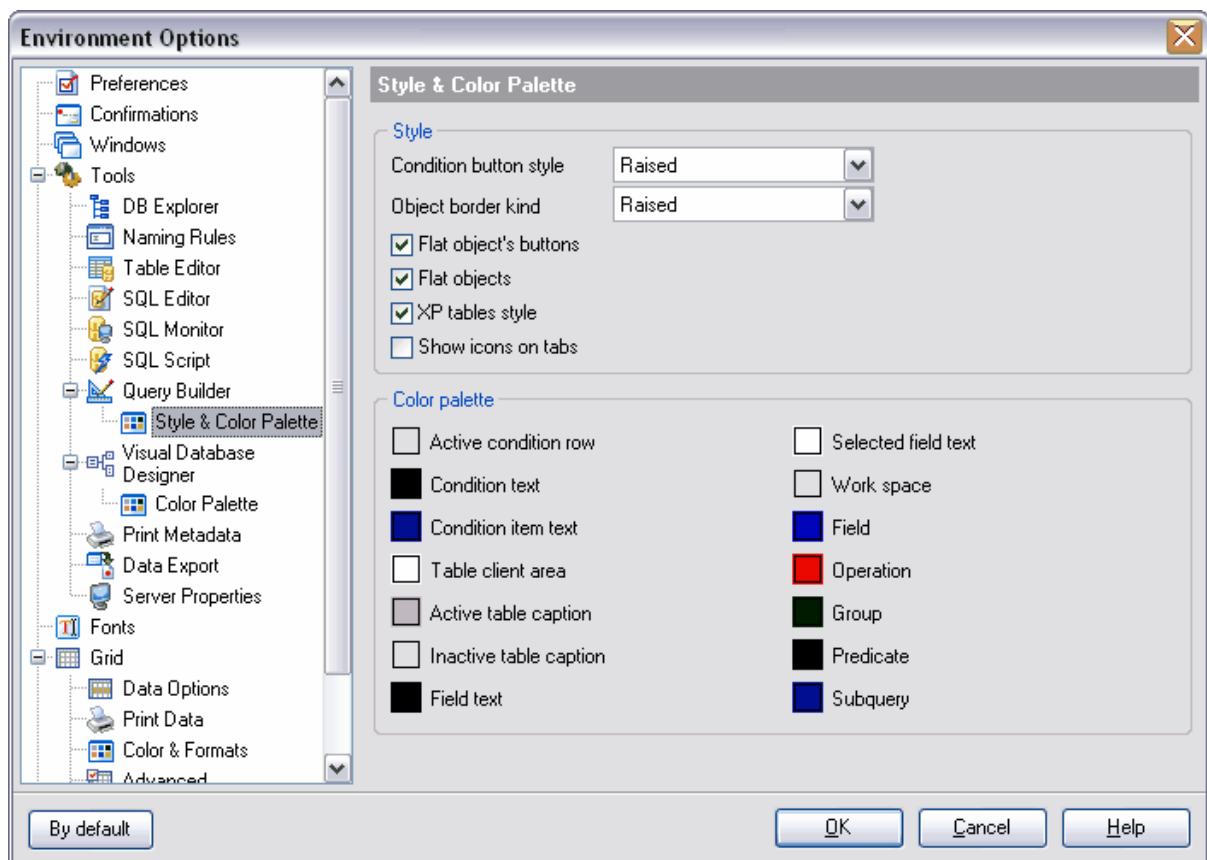 Environment Options
Preferences
Confirmations
Windows
Tools
DB Explorer
Naming Rules
Table Editor
SQL Editor
SQL Monitor
SQL Script
Query Builder
Style & Color Palette
Visual Database
Designer
Color Palette
Print Metadata
Data Export
Server Properties
Fonts
Grid
Data Options
Print Data
Color & Formats
Advanced
Style & Color Palette
Style
Condition button style Raised
Object border kind Raised
Flat object's buttons
Flat objects
XP tables style
Show icons on tabs
Color palette
Active condition row
Condition text
Condition item text
Table client area
Active table caption
Inactive table caption
Field text
Selected field text
Work space
Field
Operation
Group
Predicate
Subquery
By default OK Cancel Help